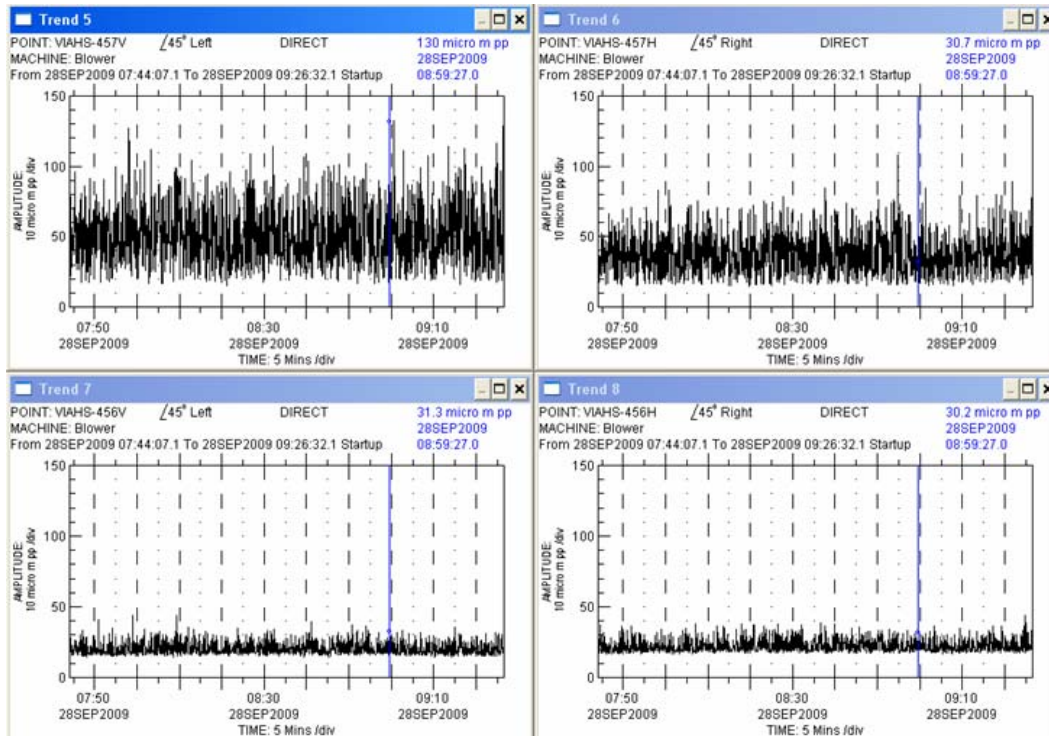 Trend 5
POINT: VIAHS-457V ∠45° Left DIRECT 130 micro m pp
MACHINE: Blower 28SEP2009
From 28SEP2009 07:44:07.1 To 28SEP2009 09:26:32.1 Startup 08:59:27.0
AMPLITUDE:
10 micro m pp /div
150
100
50
0
07:50 08:30 09:10
28SEP2009 28SEP2009 28SEP2009
TIME: 5 Mins /div
Trend 6
POINT: VIAHS-457H ∠45° Right DIRECT 30.7 micro m pp
MACHINE: Blower 28SEP2009
From 28SEP2009 07:44:07.1 To 28SEP2009 09:26:32.1 Startup 08:59:27.0
AMPLITUDE:
10 micro m pp /div
150
100
50
0
07:50 08:30 09:10
28SEP2009 28SEP2009 28SEP2009
TIME: 5 Mins /div
Trend 7
POINT: VIAHS-456V ∠45° Left DIRECT 31.3 micro m pp
MACHINE: Blower 28SEP2009
From 28SEP2009 07:44:07.1 To 28SEP2009 09:26:32.1 Startup 08:59:27.0
AMPLITUDE:
10 micro m pp /div
150
100
50
0
07:50 08:30 09:10
28SEP2009 28SEP2009 28SEP2009
TIME: 5 Mins /div
Trend 8
POINT: VIAHS-456H ∠45° Right DIRECT 30.2 micro m pp
MACHINE: Blower 28SEP2009
From 28SEP2009 07:44:07.1 To 28SEP2009 09:26:32.1 Startup 08:59:27.0
AMPLITUDE:
10 micro m pp /div
150
100
50
0
07:50 08:30 09:10
28SEP2009 28SEP2009 28SEP2009
TIME: 5 Mins /div